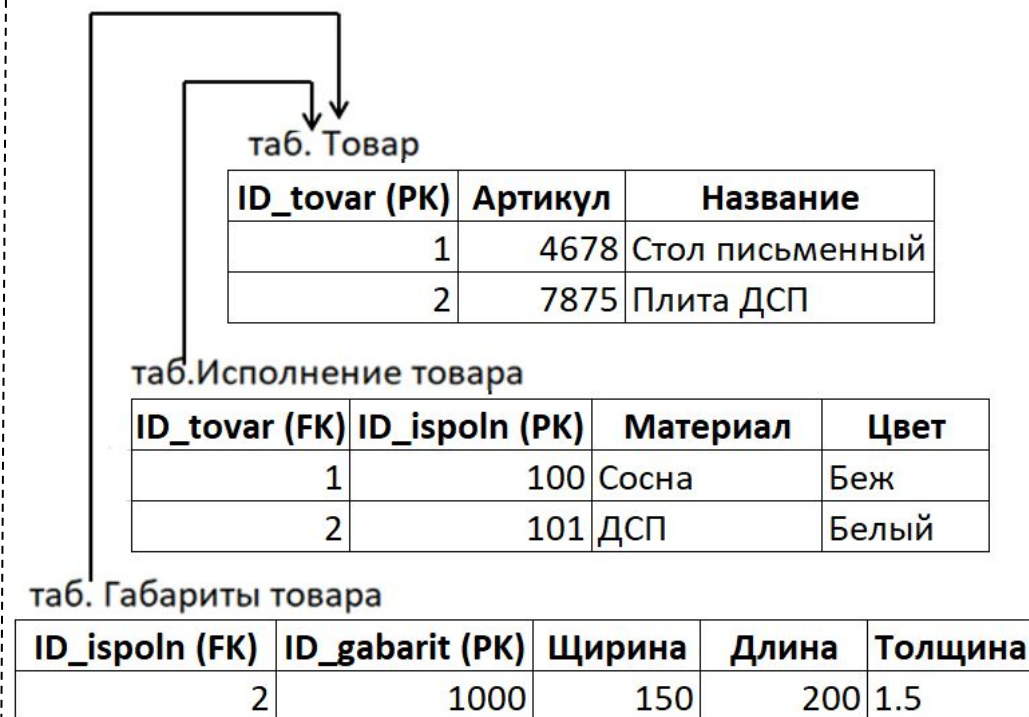 таб. Товар
ID_tovar (PK) Артикул Название
1 4678 Стол письменный
2 7875 Плита ДСП
таб.Исполнение товара
ID_tovar (FK) ID_ispoln (PK) Материал Цвет
1 100 Сосна Беж
2 101 ДСП Белый
таб. Габариты товара
ID_ispoln (FK) ID_gabarit (PK) Щирина Длина Толщина
2 1000 150 200 1.5